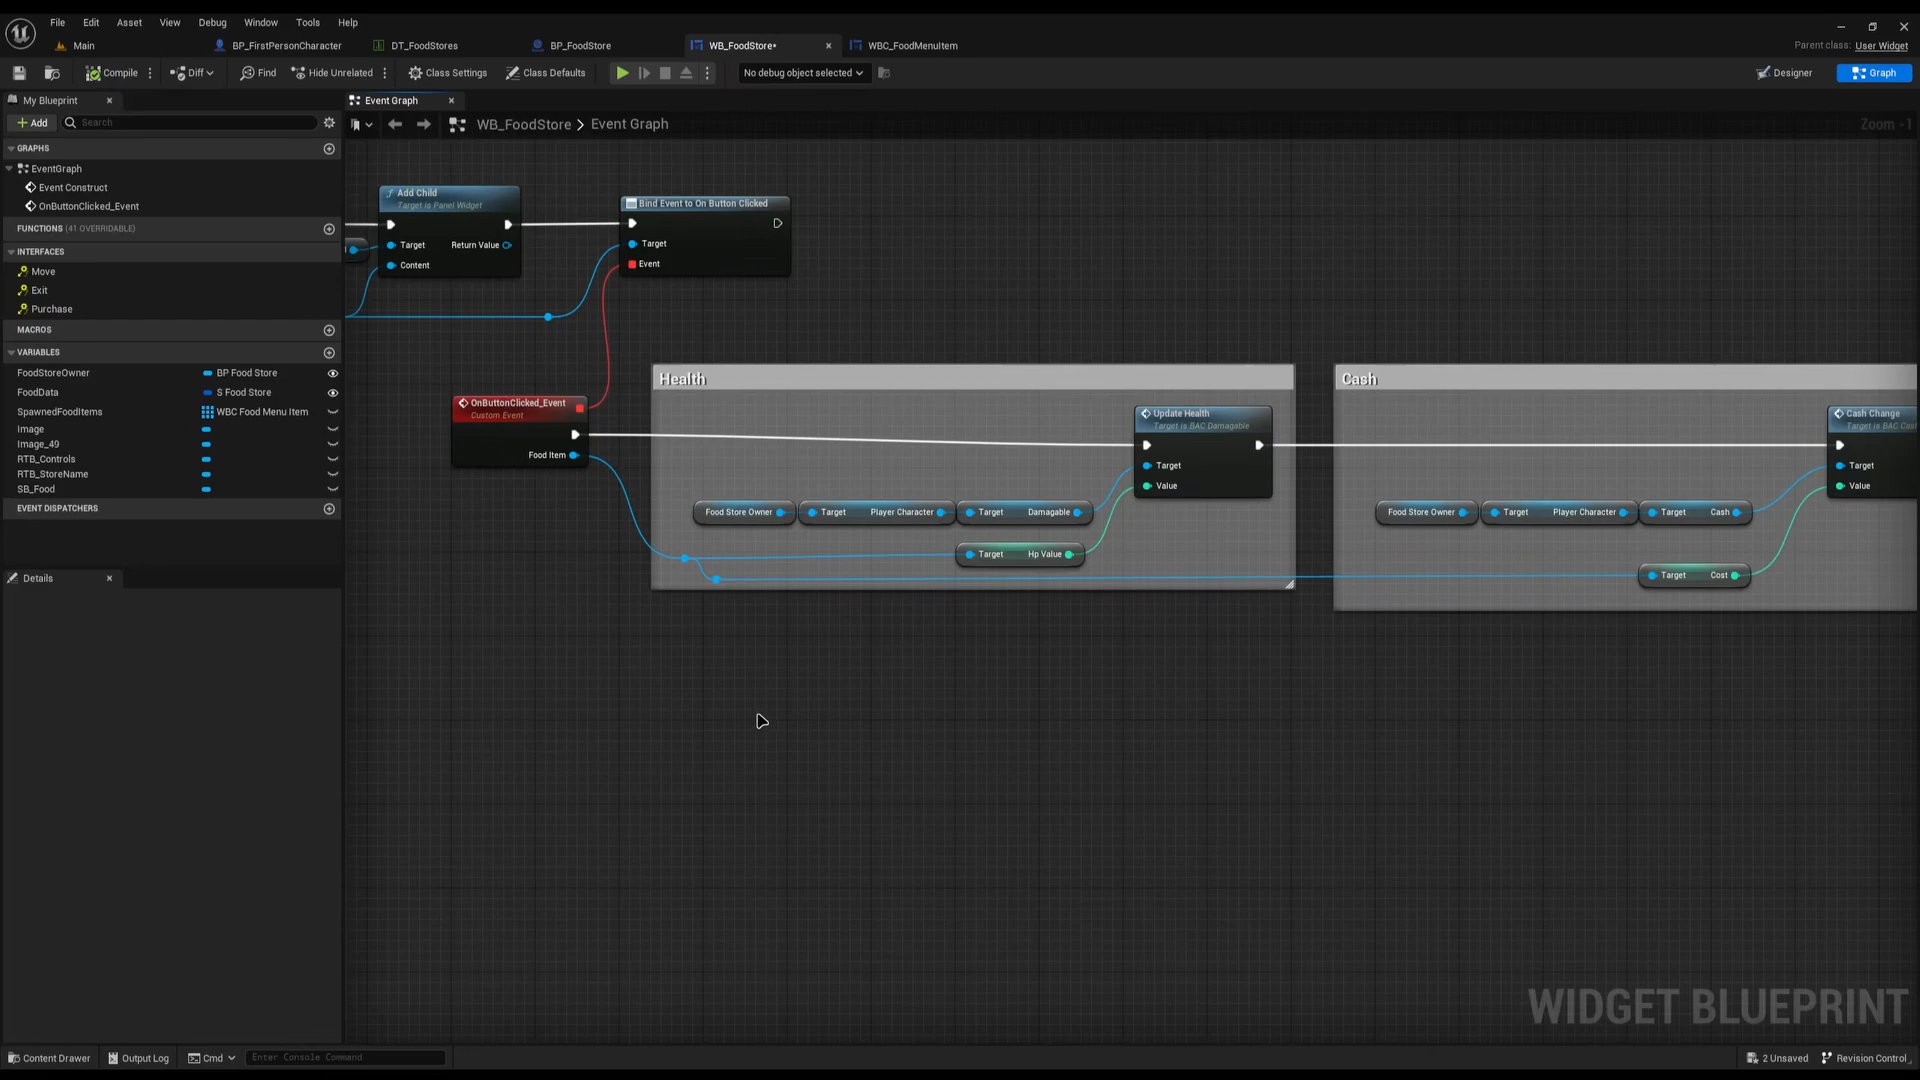 File Edit Asset View Debug Window Tools Help
Main BP_FirstPersonCharacter DT_FoodStores BP_FoodStore WB_FoodStore* WBC_FoodMenuItem
Parent class: User Widget
Compile Diff Find Hide Unrelated Class Settings Class Defaults No debug object selected Designer Graph
My Blueprint Event Graph
Add Search WB_FoodStore > Event Graph Zoom -1
GRAPHS
EventGraph
Event Construct
OnButtonClicked_Event
FUNCTIONS (41 OVERRIDABLE)
INTERFACES
Move
Exit
Purchase
MACROS
VARIABLES
FoodStoreOwner BP Food Store
FoodData S Food Store
SpawnedFoodItems WBC Food Menu Item
Image
Image_49
RTB_Controls
RTB_StoreName
SB_Food
EVENT DISPATCHERS
Details
Add Child
Target is Panel Widget
Target Return Value
Content
Bind Event to On Button Clicked
Target
Event
OnButtonClicked_Event
Custom Event
Food Item
Health
Update Health
Target is BAC Damagable
Target
Value
Food Store Owner Target Player Character Target Damagable
Target Hp Value
Cash
Cash Change
Target is BAC Cash
Target
Value
Food Store Owner Target Player Character Target Cash
Target Cost
WIDGET BLUEPRINT
Content Drawer Output Log Cmd Enter Console Command 2 Unsaved Revision Control